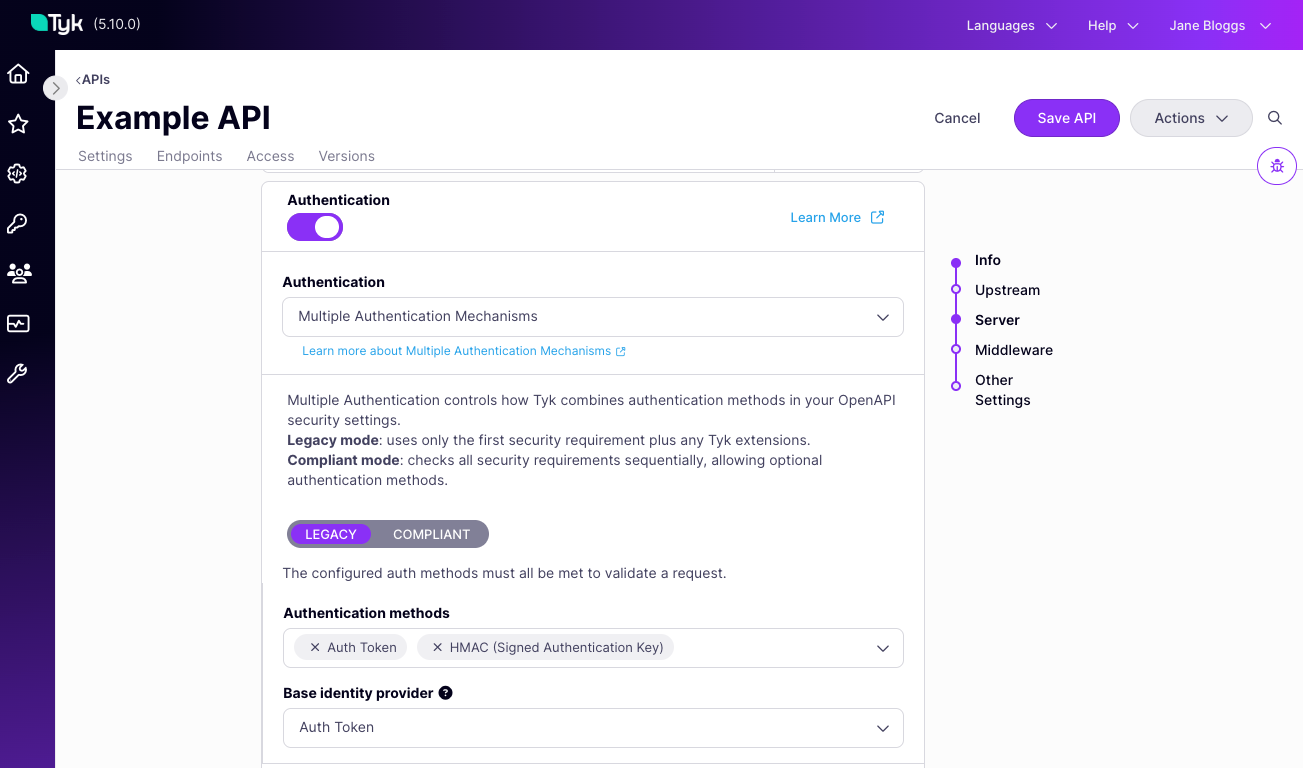 Tyk (5.10.0)
Languages Help Jane Bloggs
APIs
Example API
Cancel Save API Actions
Settings Endpoints Access Versions
Authentication
Learn More
Authentication
Multiple Authentication Mechanisms
Learn more about Multiple Authentication Mechanisms
Multiple Authentication controls how Tyk combines authentication methods in your OpenAPI
security settings.
Legacy mode: uses only the first security requirement plus any Tyk extensions.
Compliant mode: checks all security requirements sequentially, allowing optional
authentication methods.
LEGACY COMPLIANT
The configured auth methods must all be met to validate a request.
Authentication methods
Auth Token HMAC (Signed Authentication Key)
Base identity provider ?
Auth Token
Info
Upstream
Server
Middleware
Other
Settings